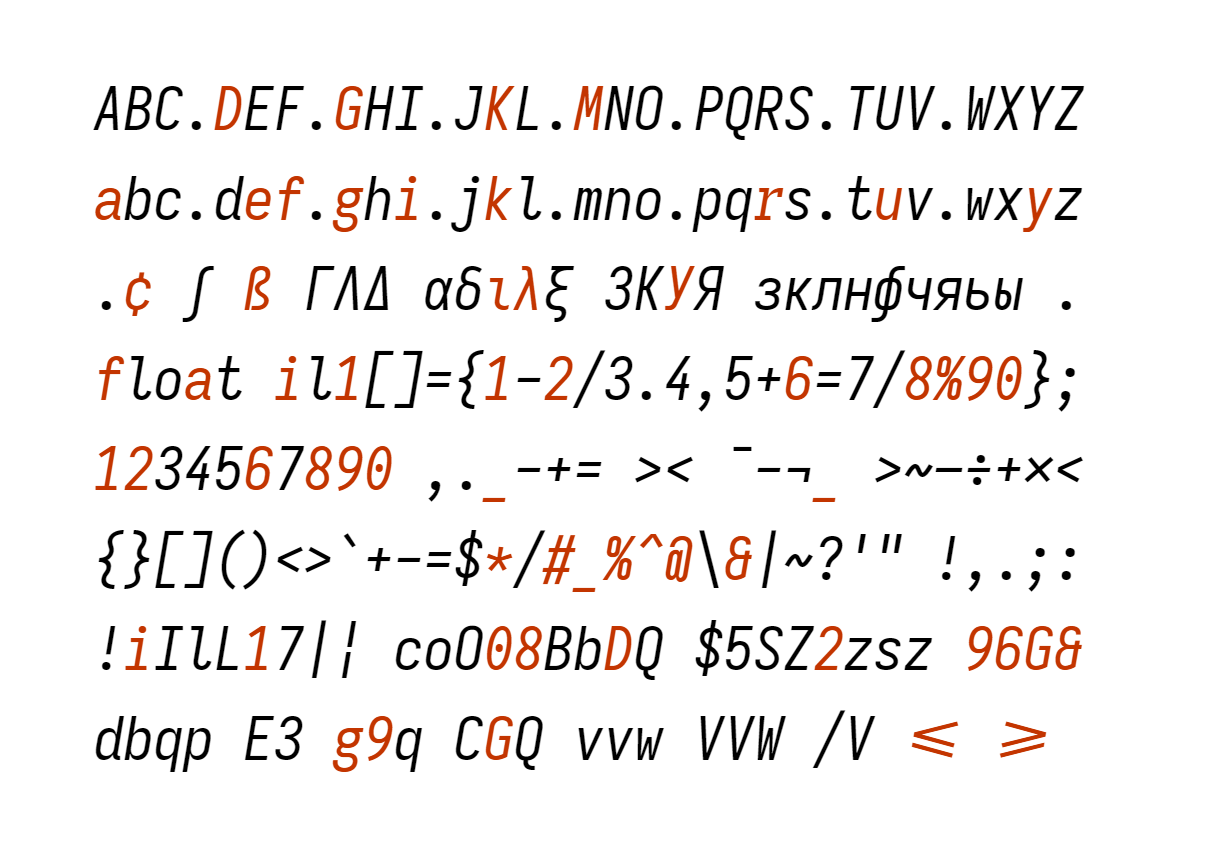 ABC.DEF.GHI.JKL.MNO.PQRS.TUV.WXYZ
abc.def.ghi.jkl.mno.pqrs.tuv.wxyz
.¢ ∫ ß ΓΛΔ αδιλξ ЗКУЯ зклнфчяьы .
float il1[]={1-2/3.4,5+6=7/8%90};
1234567890 ,._-+= >< ¯-¬_ >~–÷+×<
{}[]()<>`+-=$*/#_%^@\&|~?'" !,.;:
!iIlL17|¦ coO08BbDQ $5SZ2zsz 96G&
dbqp E3 g9q CGQ vvw VVW /V ⩽ ⩾